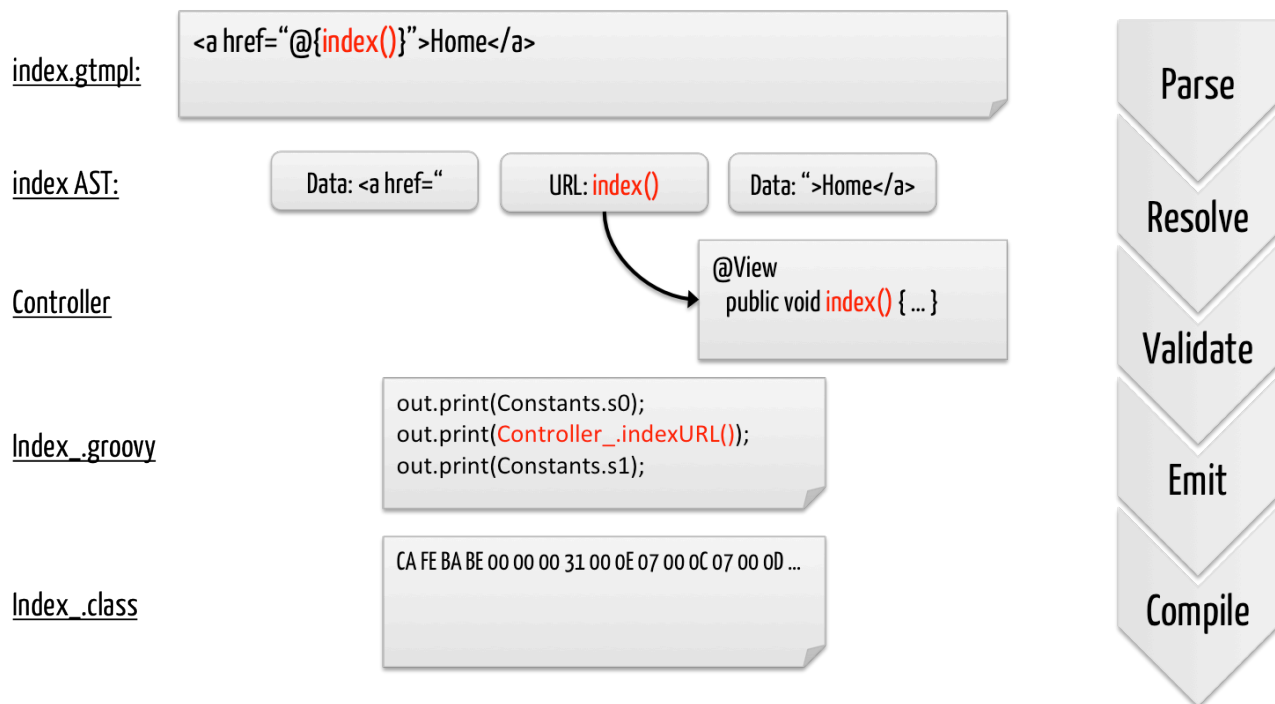 <a href=“@{index()}”>Home</a>
index.gtmpl:
Parse
index AST:
Data: <a href=“
URL: index()
Data: “>Home</a>
Resolve
Controller
@View
public void index() { ... }
Validate
Index_.groovy
out.print(Constants.s0);
out.print(Controller_.indexURL());
out.print(Constants.s1);
Emit
Index_.class
CA FE BA BE 00 00 00 31 00 0E 07 00 0C 07 00 0D ...
Compile